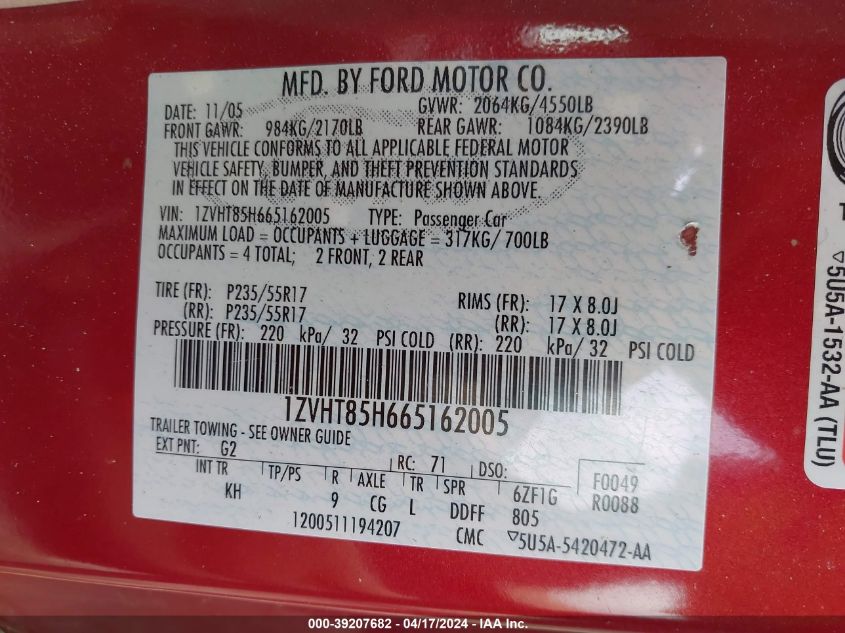 MFD. BY FORD MOTOR CO.
DATE: 11/05 GVWR: 2064KG/4550LB
FRONT GAWR: 984KG/2170LB REAR GAWR: 1084KG/2390LB
THIS VEHICLE CONFORMS TO ALL APPLICABLE FEDERAL MOTOR
VEHICLE SAFETY, BUMPER, AND THEFT PREVENTION STANDARDS
IN EFFECT ON THE DATE OF MANUFACTURE SHOWN ABOVE.
VIN: 1ZVHT85H665162005 TYPE: Passenger Car
MAXIMUM LOAD = OCCUPANTS + LUGGAGE = 317KG/700LB
OCCUPANTS = 4 TOTAL; 2 FRONT, 2 REAR
TIRE (FR): P235/55R17 RIMS (FR): 17 X 8.0J
(RR): P235/55R17 (RR): 17 X 8.0J
PRESSURE (FR): 220 kPa/ 32 PSI COLD (RR): 220 kPa/ 32 PSI COLD
1ZVHT85H665162005
TRAILER TOWING - SEE OWNER GUIDE
EXT PNT: G2 RC: 71 DSO: F0049
INT TR TP/PS R AXLE TR SPR 6ZF1G R0088
KH 9 CG L DDFF 805
1200511194207 CMC ▽5U5A-5420472-AA
▽5U5A-1532-AA (TLU)
000-39207682 - 04/17/2024 - IAA Inc.